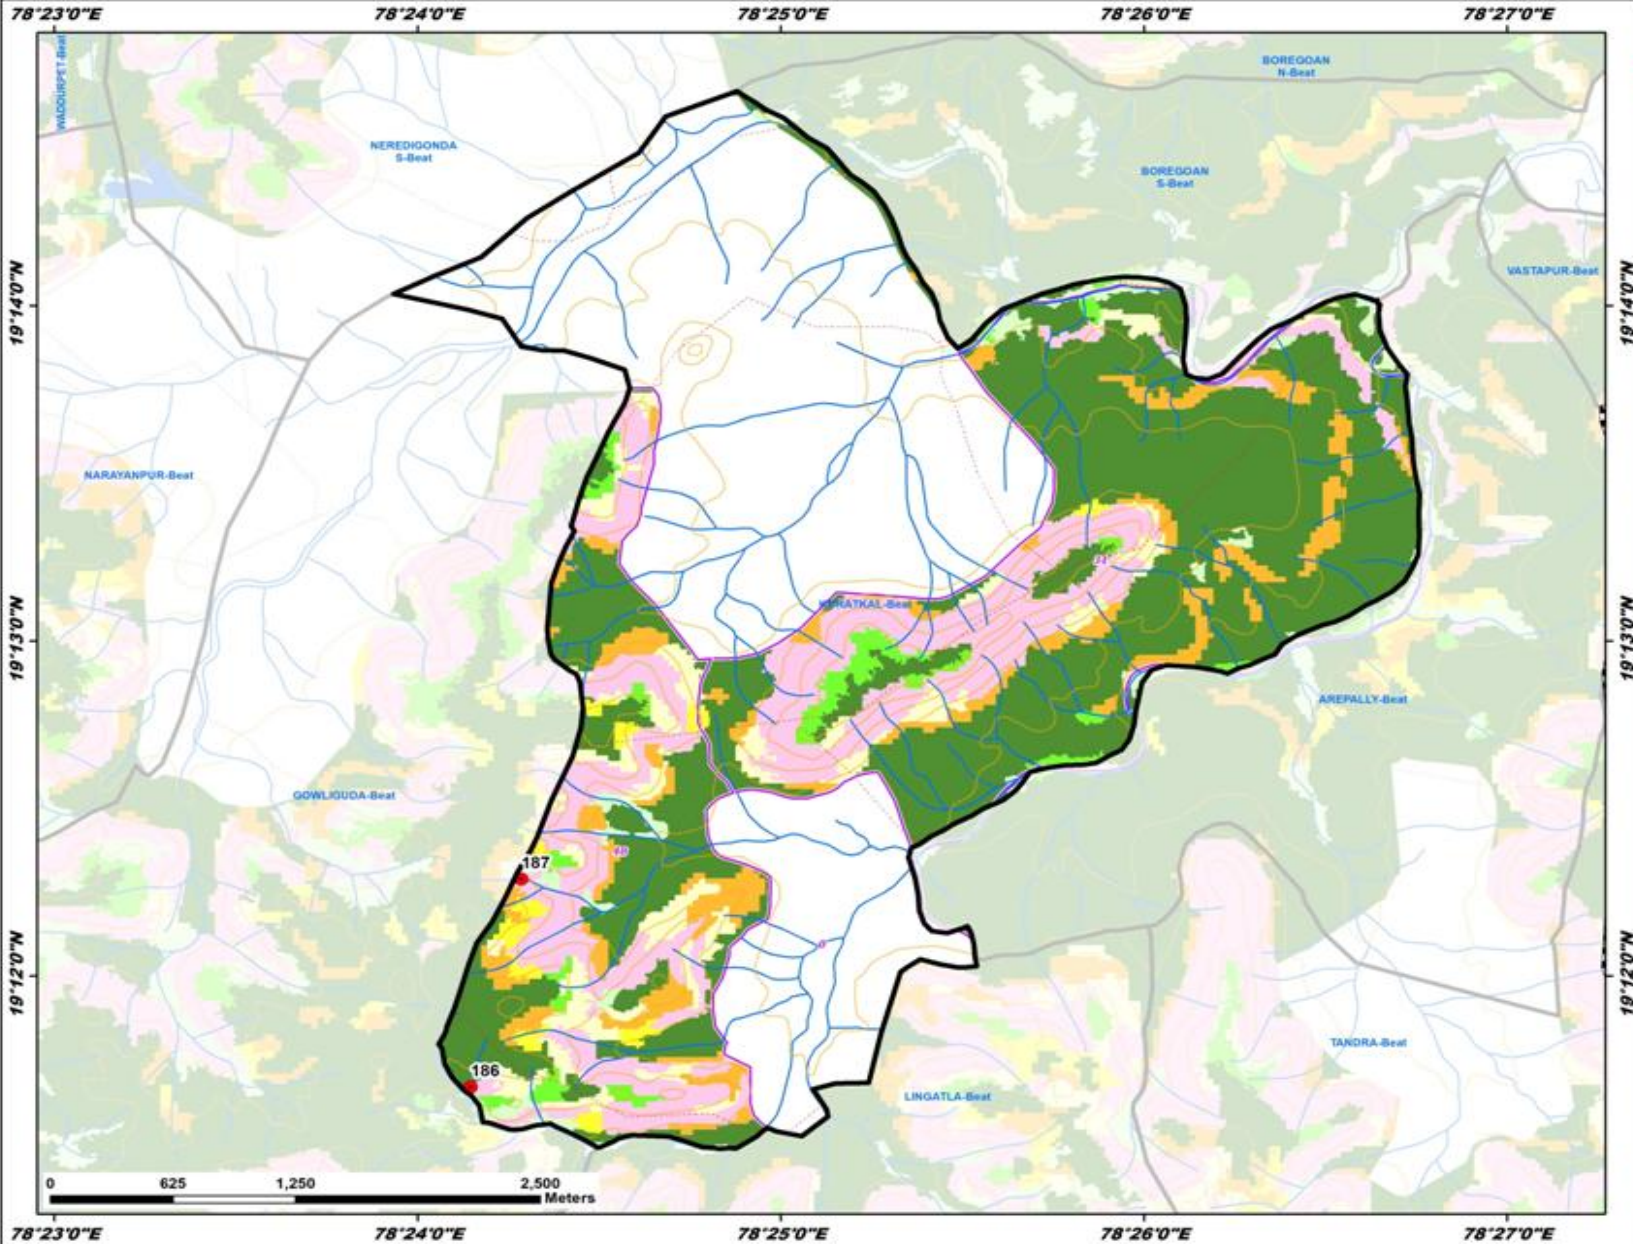 78°23'0"E 78°24'0"E 78°25'0"E 78°26'0"E 78°27'0"E
WADDURPET-Beat
BOREGOAN
N-Beat
NEREDIGONDA
S-Beat
BOREGOAN
S-Beat
VASTAPUR-Beat
19°14'0"N 19°14'0"N
NARAYANPUR-Beat
19°13'0"N 19°13'0"N
AREPALLY-Beat
GOWLIGUDA-Beat
187
19°12'0"N 19°12'0"N
TANDRA-Beat
186
LINGATLA-Beat
0 625 1,250 2,500
Meters
78°23'0"E 78°24'0"E 78°25'0"E 78°26'0"E 78°27'0"E